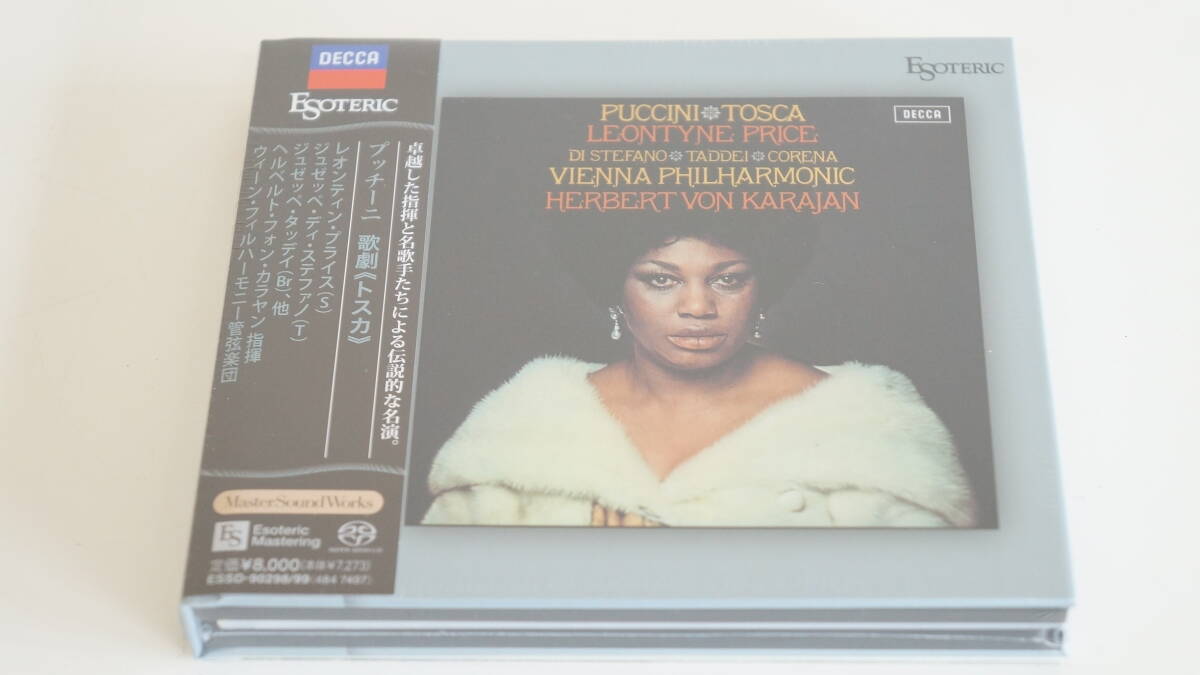 DECCA
ESOTERIC
卓越した指揮と名歌手たちによる伝説的な名演。
プッチーニ 歌劇《トスカ》
レオンティン・プライス(S)
ジュゼッペ・ディ・ステファノ(T)
ジュゼッペ・タッデイ(Br)、他
ヘルベルト・フォン・カラヤン 指揮
ウィーン・フィルハーモニー管弦楽団
MasterSoundWorks
ES
Esoteric
Mastering
SUPER AUDIO CD
定価¥8,000(本体¥7,273)
ESSD-90298/99(484 7497)
ESOTERIC
PUCCINI TOSCA
DECCA
LEONTYNE PRICE
DI STEFANO TADDEI CORENA
VIENNA PHILHARMONIC
HERBERT VON KARAJAN